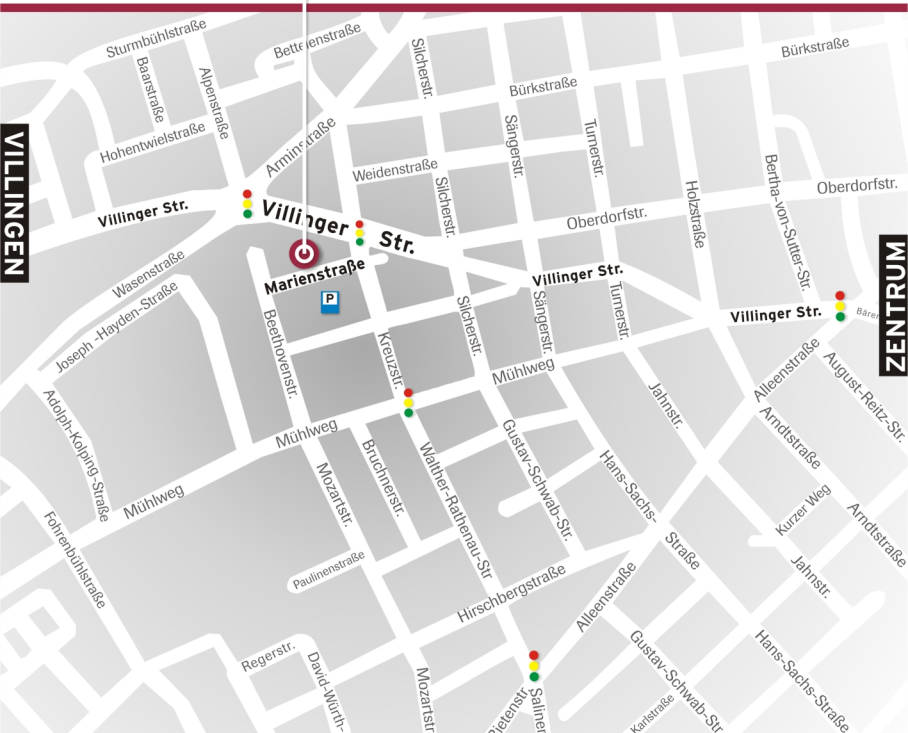 Sturmbühlstraße
Baarstraße
Alpenstraße
Hohentwielstraße
Arminstraße
Silcherstr.
Bürkstraße
Bürkstraße
Weidenstraße
Sängerstr.
Turnerstr.
Silcherstr.
Holzstraße
Bertha-von-Sutter-Str.
Oberdorfstr.
Oberdorfstr.
VILLINGEN
Villinger Str.
Villinger Str.
Marienstraße
P
Villinger Str.
Villinger Str.
ZENTRUM
Wasenstraße
Joseph -Hayden-Straße
Beethovenstr.
Kreuzstr.
Silcherstr.
Sängerstr.
Turnerstr.
Mühlweg
Mühlweg
Mühlweg
Adolph-Kolping-Straße
Fohrenbühlstraße
Mozartstr.
Bruchnerstr.
Walther-Rathenau-Str
Gustav-Schwab-Str.
Hans-Sachs-
Straße
Jahnstr.
Alleenstraße
August-Reitz-Str.
Arndtstraße
Arndtstraße
Kurzer Weg
Jahnstr.
Paulinenstraße
Hirschbergstraße
Alleenstraße
Regerstr.
David-Würth-
Mozartstr
Gustav-Schwab-Str
Karlstraße
Hans-Sachs-Straße